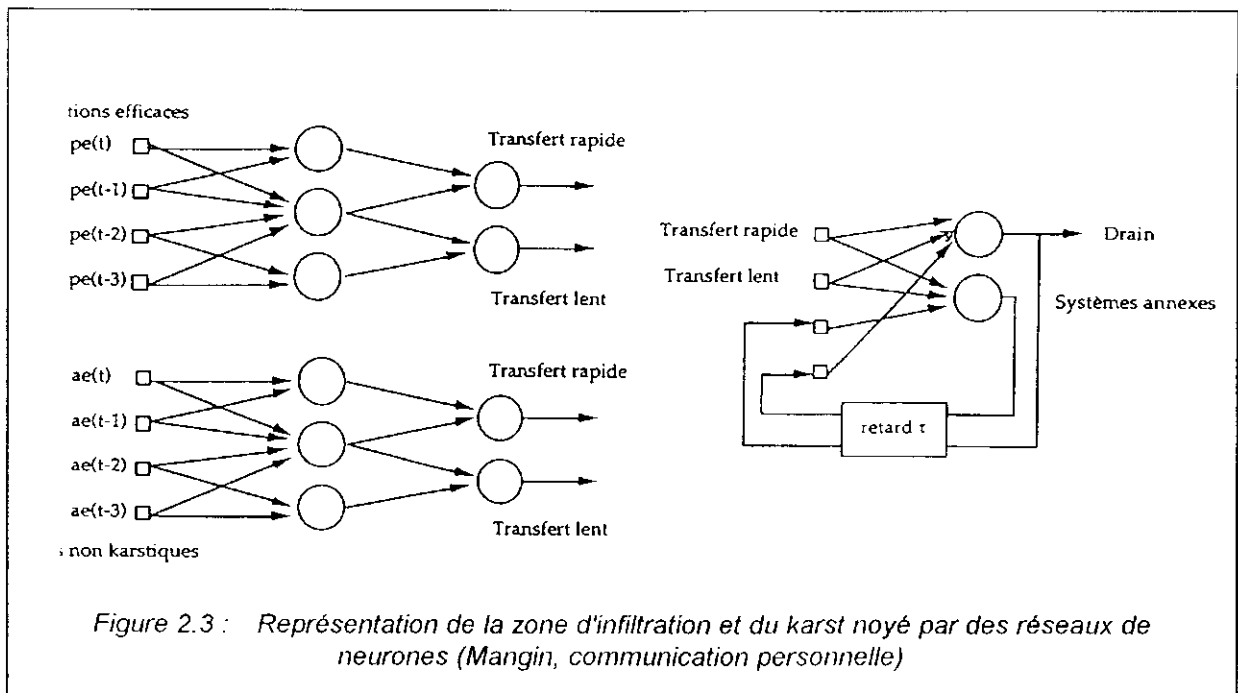 tions efficaces
pe(t)
pe(t-1)
pe(t-2)
pe(t-3)
Transfert rapide
Transfert lent
ae(t)
ae(t-1)
ae(t-2)
ae(t-3)
s non karstiques
Transfert rapide
Transfert lent
Transfert rapide
Transfert lent
Drain
Systèmes annexes
retard τ
Figure 2.3 : Représentation de la zone d'infiltration et du karst noyé par des réseaux de
neurones (Mangin, communication personnelle)